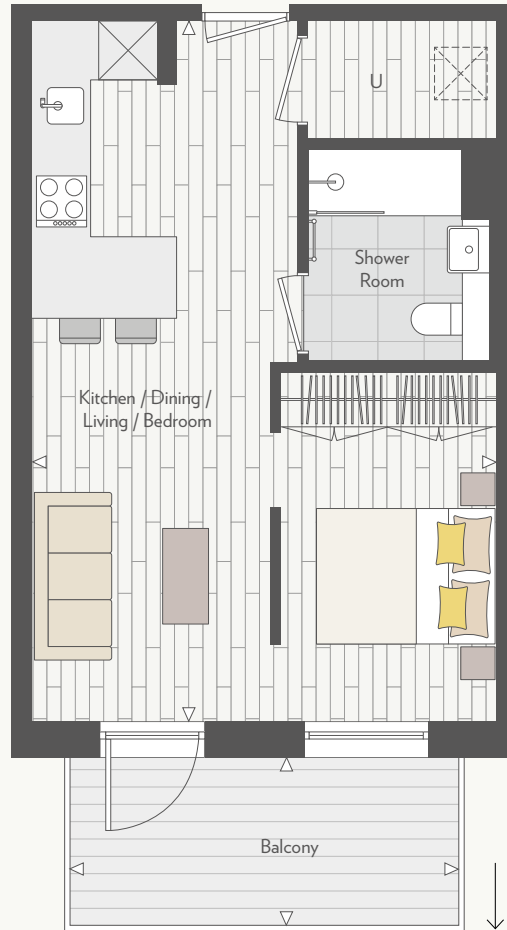 U
Shower
Room
Kitchen / Dining /
Living / Bedroom
Balcony